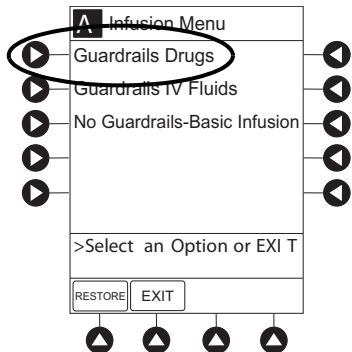 A Infusion Menu
Guardrails Drugs
Guardrails IV Fluids
No Guardrails-Basic Infusion
>Select an Option or EXI T
RESTORE EXIT